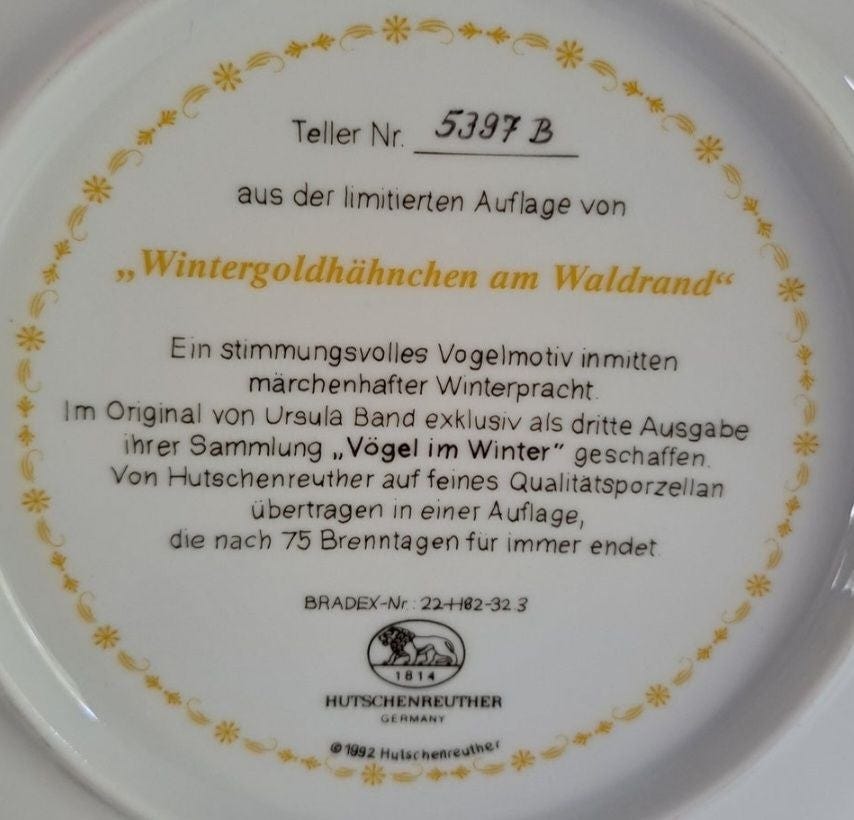 Teller Nr. 5397 B
aus der limitierten Auflage von
„Wintergoldhähnchen am Waldrand“
Ein stimmungsvolles Vogelmotiv inmitten
märchenhafter Winterpracht.
Im Original von Ursula Band exklusiv als dritte Ausgabe
ihrer Sammlung „Vögel im Winter” geschaffen.
Von Hutschenreuther auf feines Qualitätsporzellan
übertragen in einer Auflage,
die nach 75 Brenntagen für immer endet.
BRADEX-Nr.: 22-H62-32.3
1814
HUTSCHENREUTHER
GERMANY
©1992 Hutschenreuther